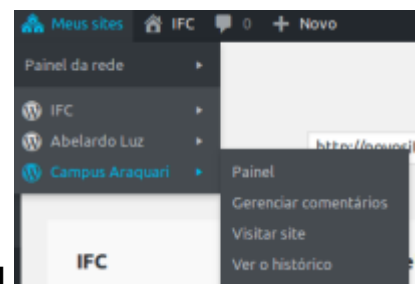 Meus sites IFC 0 + Novo
Painel da rede
IFC
Abelardo Luz
Campus Araquari
Painel
Gerenciar comentários
Visitar site
Ver o histórico
IFC